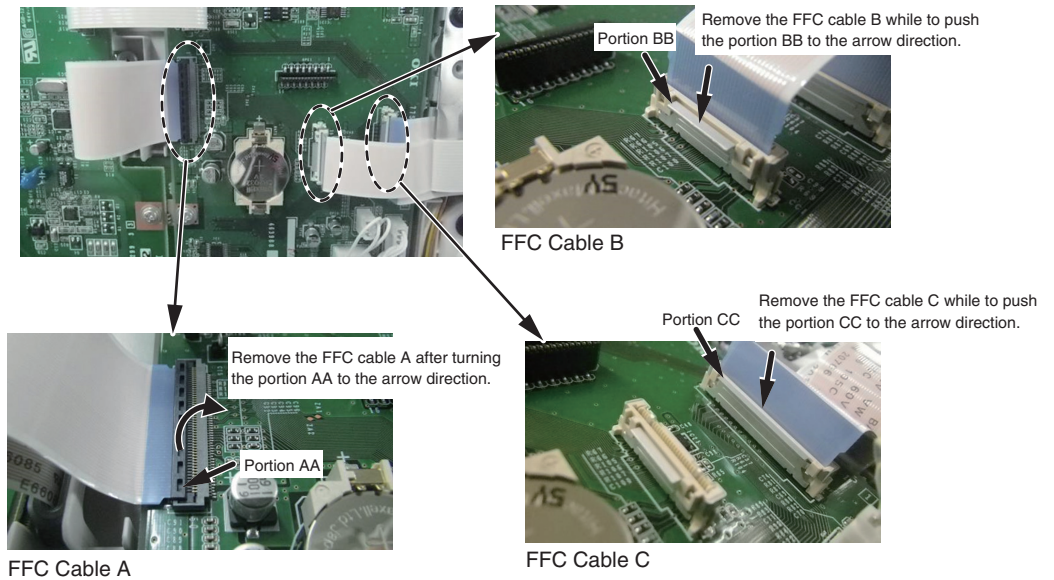 Portion BB
Remove the FFC cable B while to push
the portion BB to the arrow direction.
5V
FFC Cable B
Remove the FFC cable A after turning
the portion AA to the arrow direction.
Portion AA
FFC Cable A
Portion CC
Remove the FFC cable C while to push
the portion CC to the arrow direction.
5V
FFC Cable C